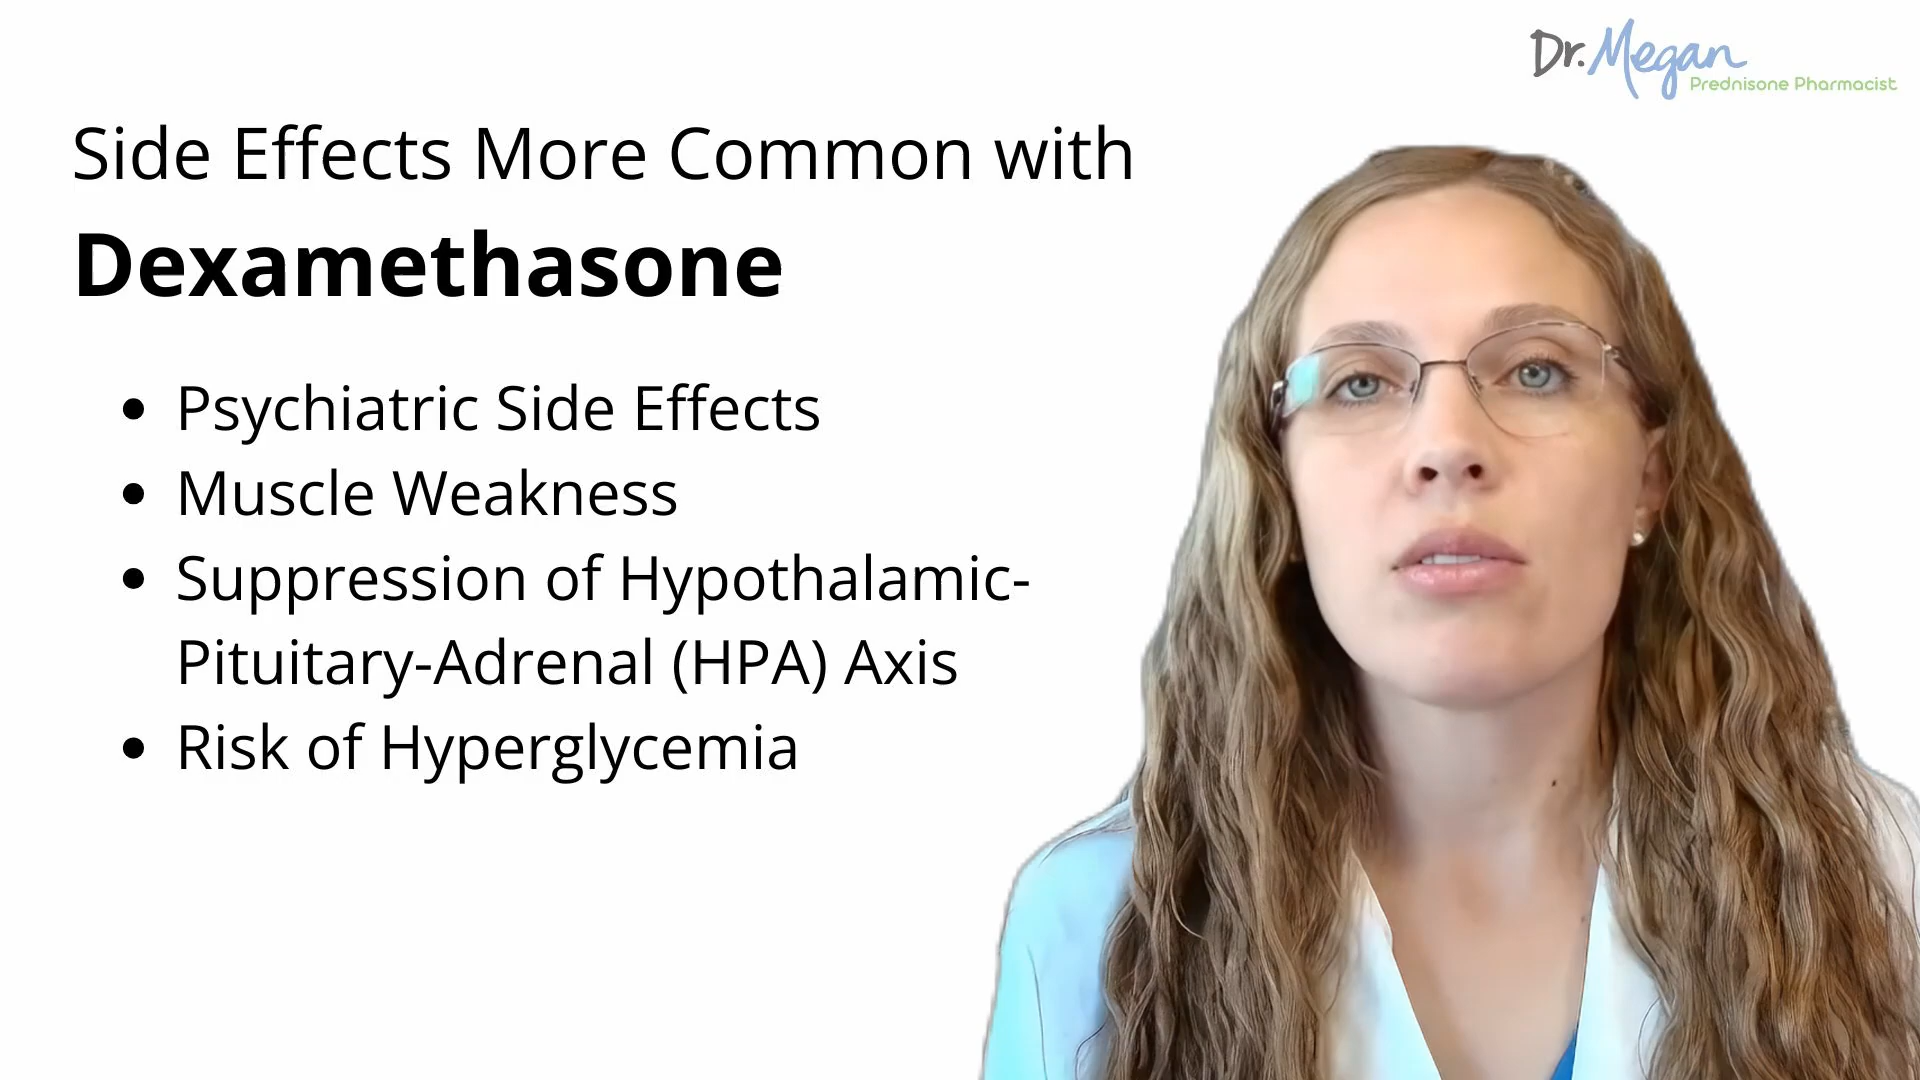 Dr. Megan
Prednisone Pharmacist
Side Effects More Common with
Dexamethasone
• Psychiatric Side Effects
• Muscle Weakness
• Suppression of Hypothalamic-
Pituitary-Adrenal (HPA) Axis
• Risk of Hyperglycemia